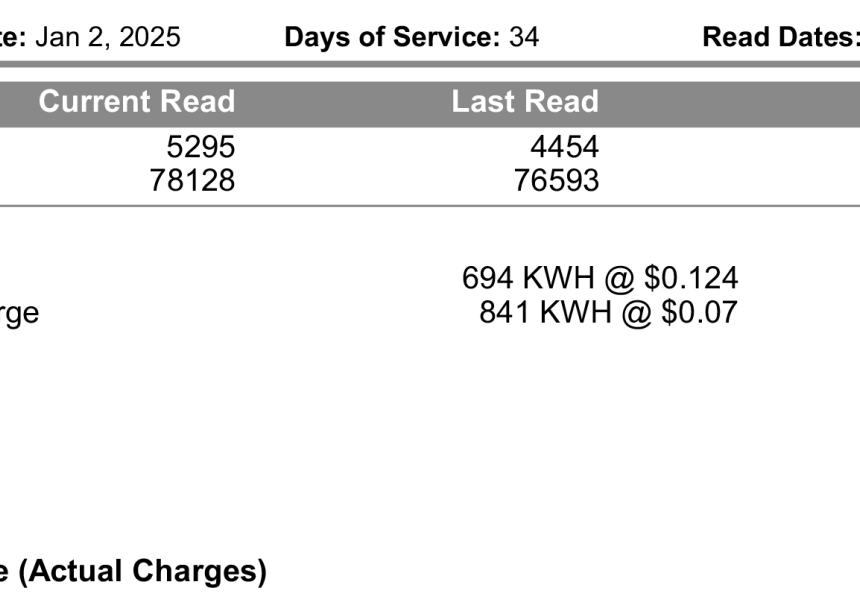 te: Jan 2, 2025 Days of Service: 34 Read Dates:
Current Read Last Read
5295 4454
78128 76593
694 KWH @ $0.124
rge 841 KWH @ $0.07
e (Actual Charges)